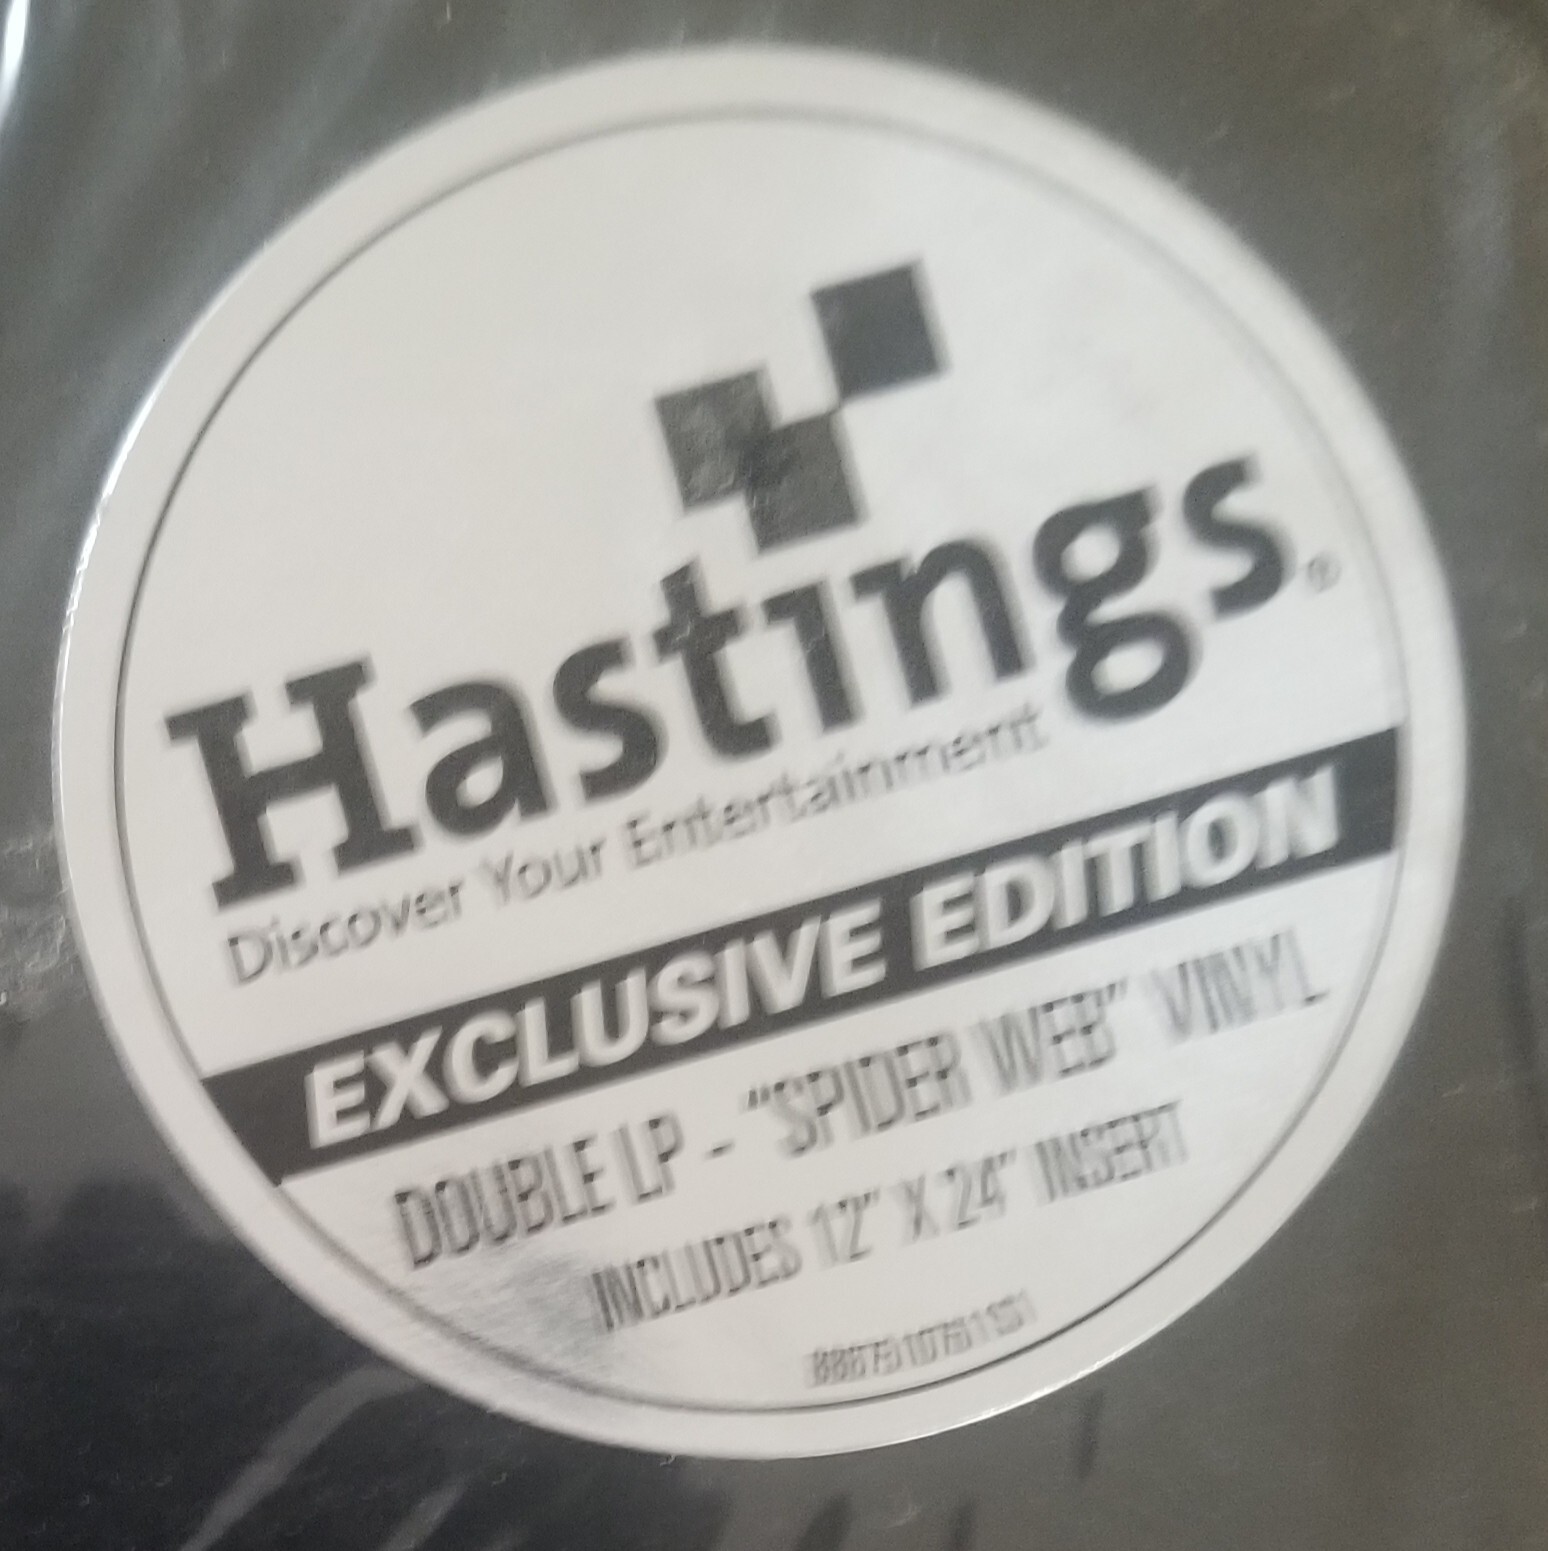 Hastings®
Discover Your Entertainment
EXCLUSIVE EDITION
DOUBLE LP - "SPIDER WEB" VINYL
INCLUDES 12" X 24" INSERT